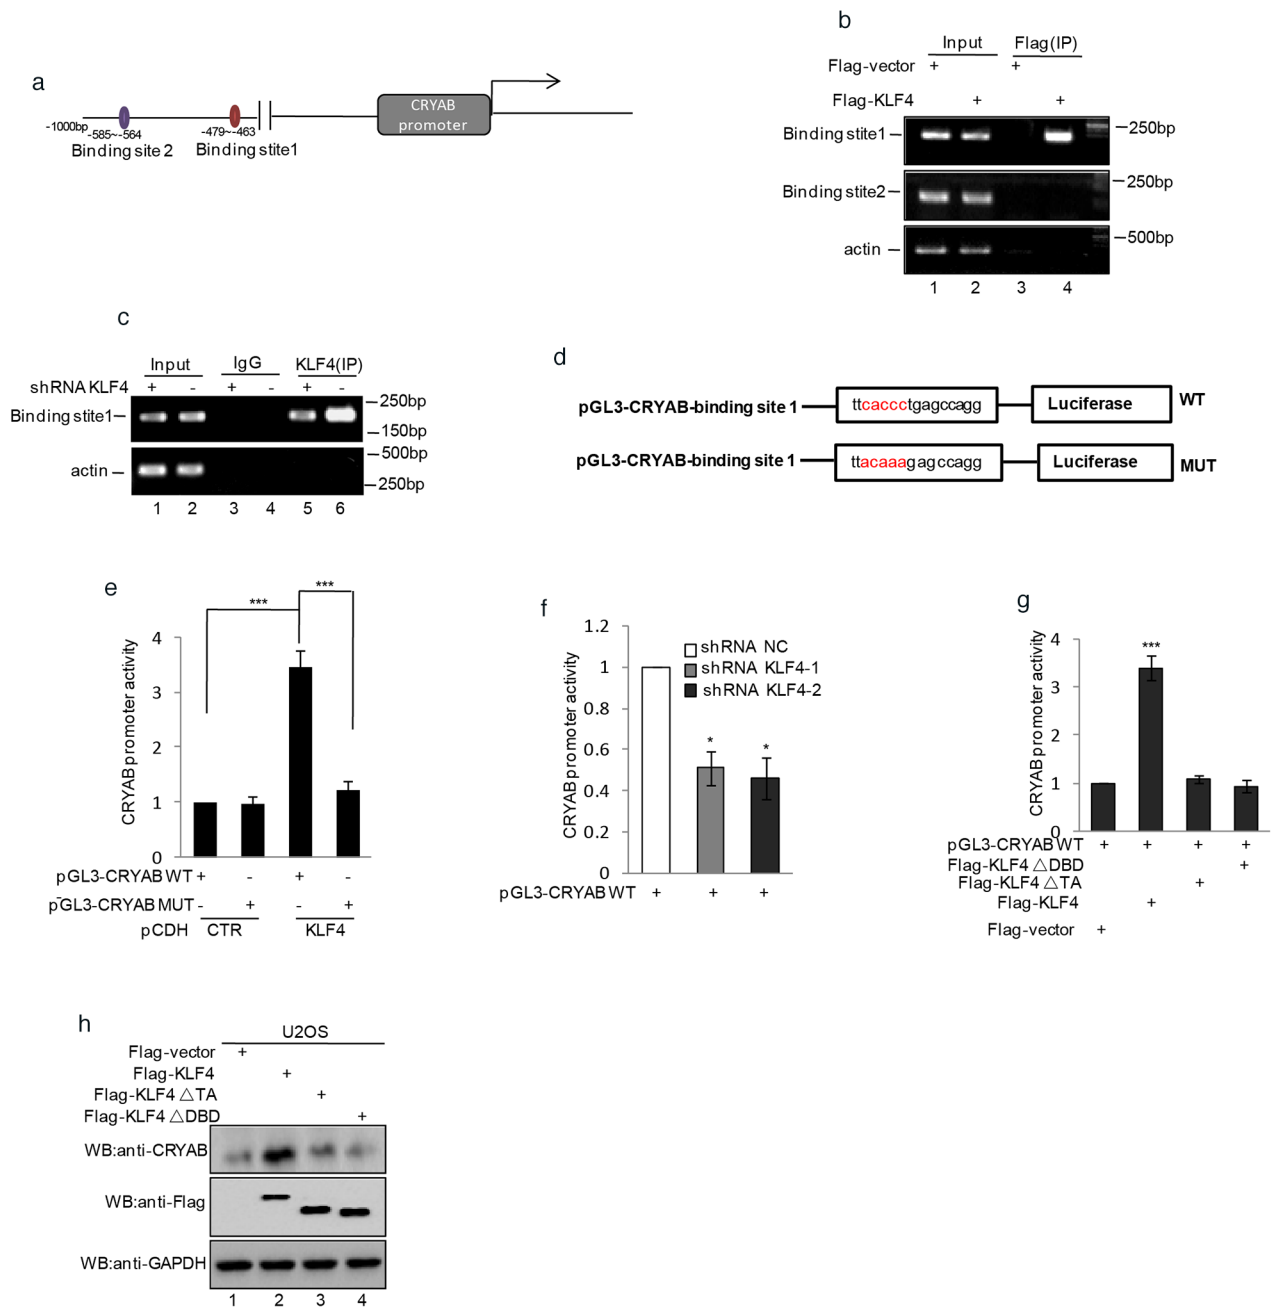 a
CRYAB
promoter
-1000bp
-585~-564
-479~-463
Binding site 2
Binding stite1
b
Input
Flag(IP)
Flag-vector + +
Flag-KLF4 + +
Binding stite1
250bp
Binding stite2
250bp
actin
500bp
1 2 3 4
c
Input IgG KLF4(IP)
shRNA KLF4 + - + - + -
Binding stite1
250bp
150bp
actin
500bp
250bp
1 2 3 4 5 6
d
pGL3-CRYAB-binding site 1 ttcaccctgagccagg Luciferase WT
pGL3-CRYAB-binding site 1 ttacaaagagccagg Luciferase MUT
e
CRYAB promoter activity
*** ***
4
3
2
1
0
pGL3-CRYAB WT + - + -
pGL3-CRYAB MUT - + - +
pCDH CTR KLF4
f
CRYAB promoter activity
1.2
1
0.8
0.6
0.4
0.2
0
shRNA NC
shRNA KLF4-1
shRNA KLF4-2
* *
pGL3-CRYAB WT + + +
g
CRYAB promoter activity
4
3
2
1
0
***
pGL3-CRYAB WT + + + +
Flag-KLF4 △DBD +
Flag-KLF4 △TA +
Flag-KLF4 +
Flag-vector +
h
U2OS
Flag-vector +
Flag-KLF4 +
Flag-KLF4 △TA +
Flag-KLF4 △DBD +
WB:anti-CRYAB
WB:anti-Flag
WB:anti-GAPDH
1 2 3 4